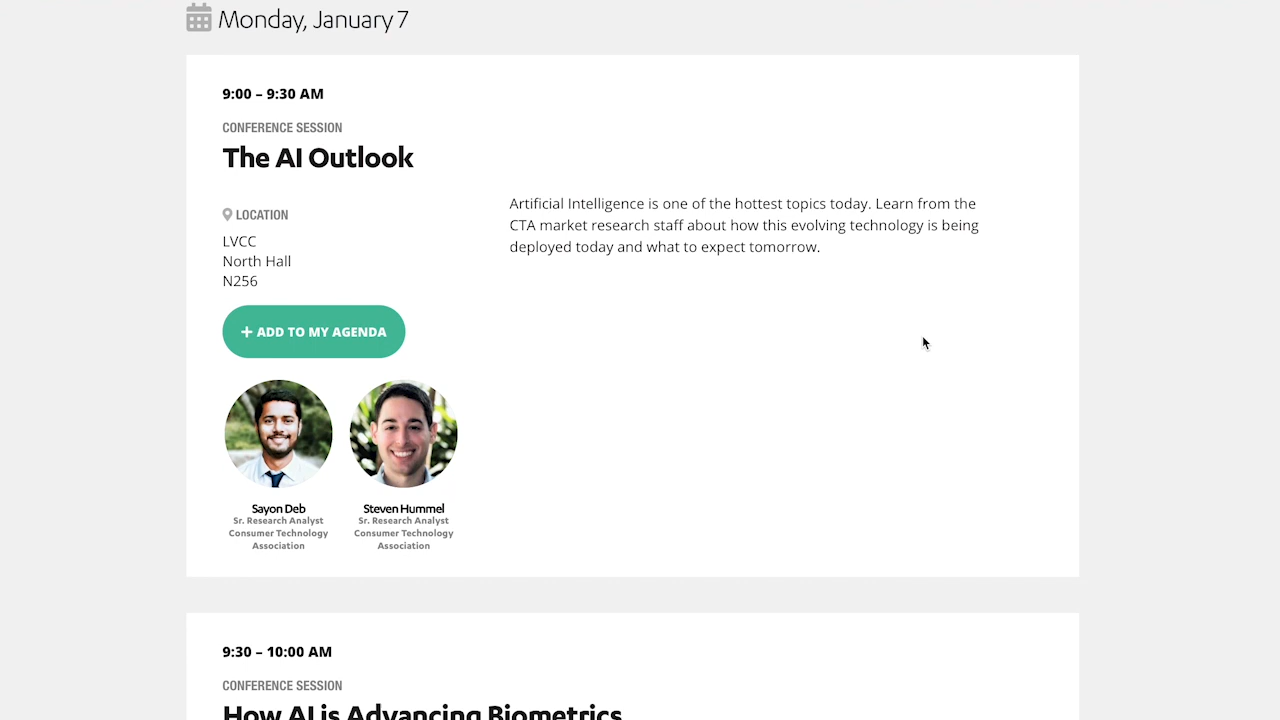 Monday, January 7
9:00 – 9:30 AM
CONFERENCE SESSION
The AI Outlook
LOCATION
LVCC
North Hall
N256
+ ADD TO MY AGENDA
Artificial Intelligence is one of the hottest topics today. Learn from the
CTA market research staff about how this evolving technology is being
deployed today and what to expect tomorrow.
Sayon Deb
Sr. Research Analyst
Consumer Technology
Association
Steven Hummel
Sr. Research Analyst
Consumer Technology
Association
9:30 – 10:00 AM
CONFERENCE SESSION
How AI is Advancing Biometrics